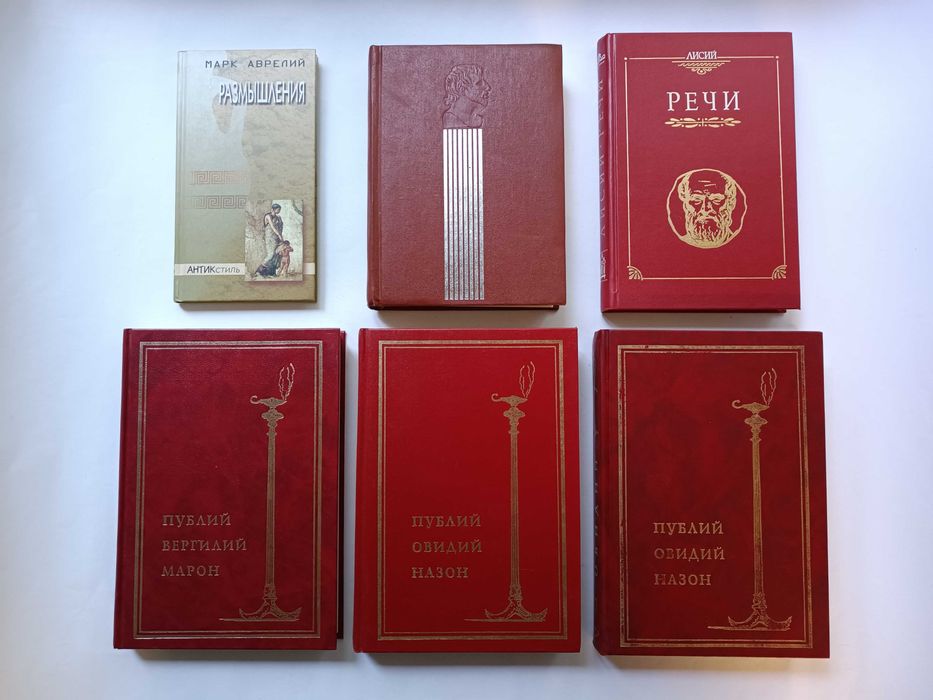 МАРК АВРЕЛИЙ
РАЗМЫШЛЕНИЯ
АНТИКСТИЛЬ
ЛИСИЙ
РЕЧИ
ПУБЛИЙ
ВЕРГИЛИЙ
МАРОН
ПУБЛИЙ
ОВИДИЙ
НАЗОН
ПУБЛИЙ
ОВИДИЙ
НАЗОН